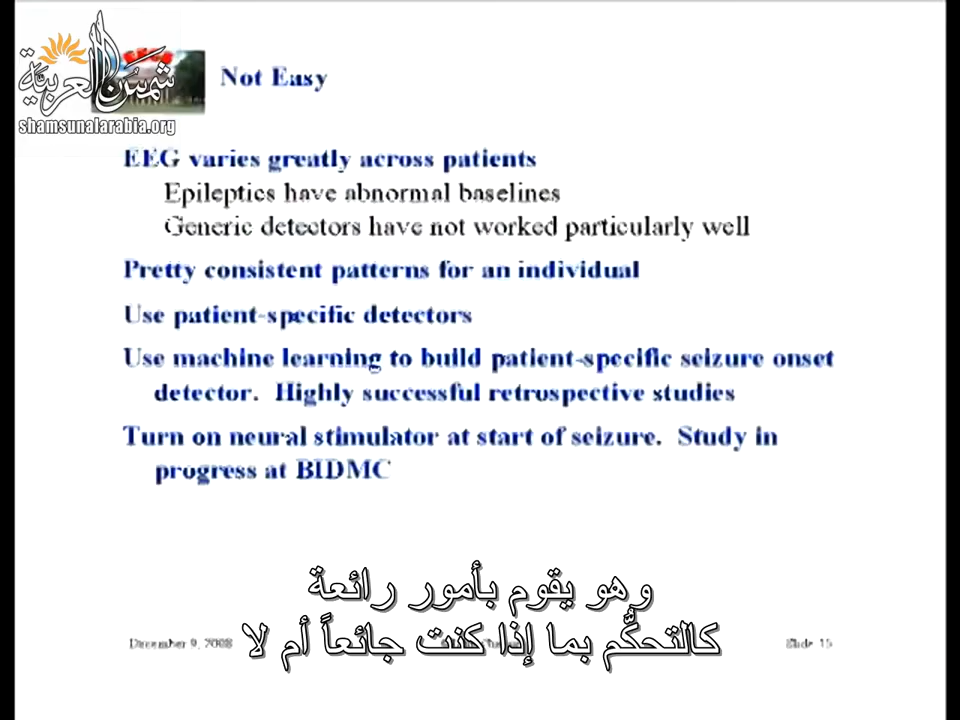 شمس العربية
shamsunalarabia.org
Not Easy
EEG varies greatly across patients
Epileptics have abnormal baselines
Generic detectors have not worked particularly well
Pretty consistent patterns for an individual
Use patient-specific detectors
Use machine learning to build patient-specific seizure onset
detector. Highly successful retrospective studies
Turn on neural stimulator at start of seizure. Study in
progress at BIDMC
وهو يقوم بأمور رائعة
كالتحكُّم بما إذا كنت جائعاً أم لا
December 9, 2008
Slide 15